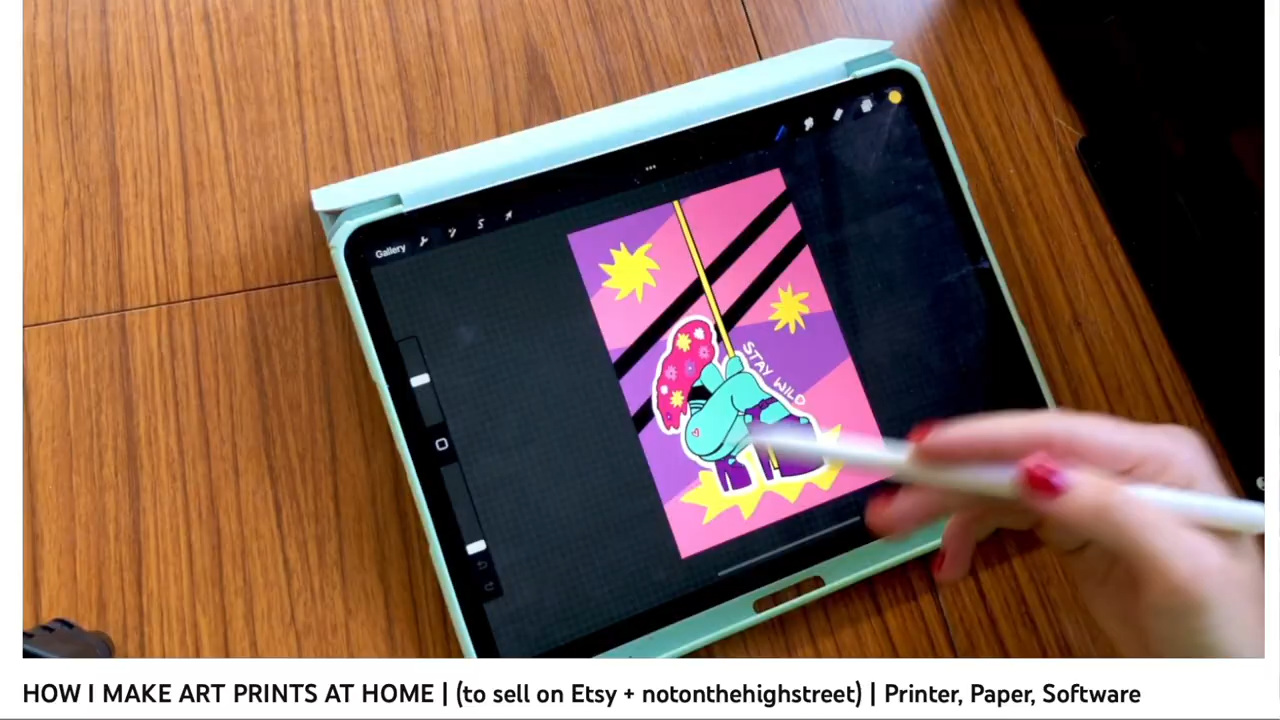 Gallery
STAY WILD
HOW I MAKE ART PRINTS AT HOME | (to sell on Etsy + notonthehighstreet) | Printer, Paper, Software